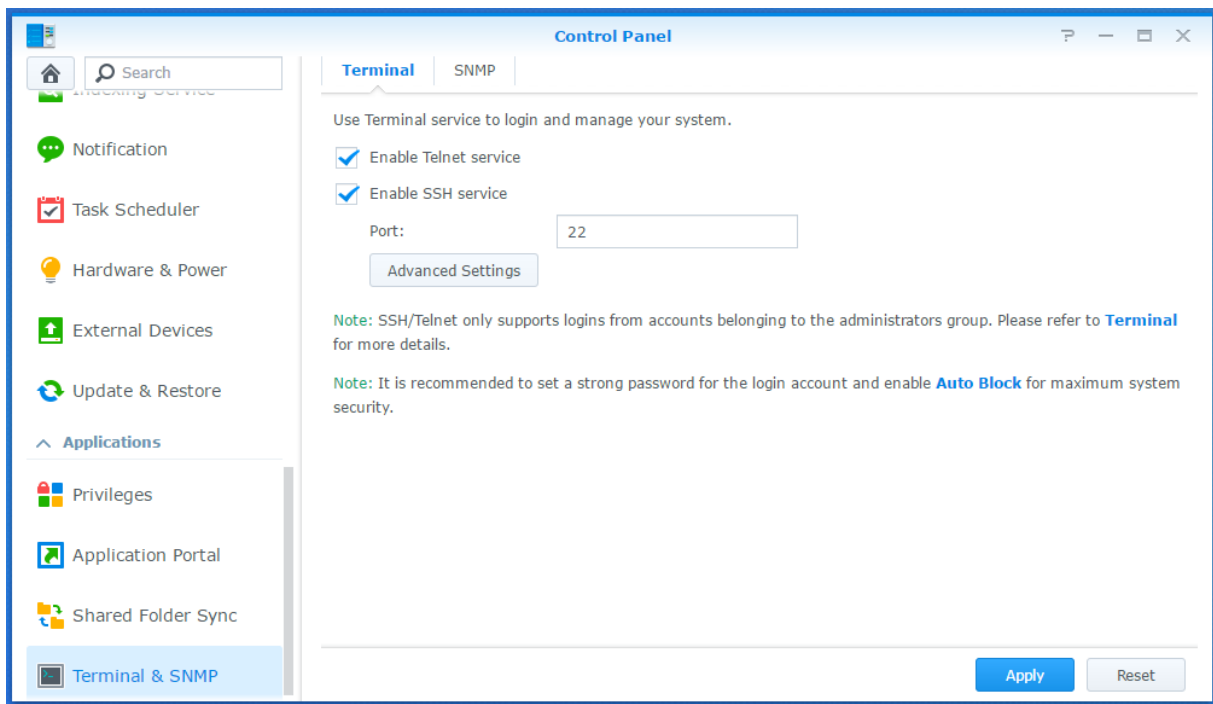 Control Panel
Search
Indexing Service
Notification
Task Scheduler
Hardware & Power
External Devices
Update & Restore
Applications
Privileges
Application Portal
Shared Folder Sync
Terminal & SNMP
Terminal SNMP
Use Terminal service to login and manage your system.
Enable Telnet service
Enable SSH service
Port: 22
Advanced Settings
Note: SSH/Telnet only supports logins from accounts belonging to the administrators group. Please refer to Terminal
for more details.
Note: It is recommended to set a strong password for the login account and enable Auto Block for maximum system
security.
Apply Reset